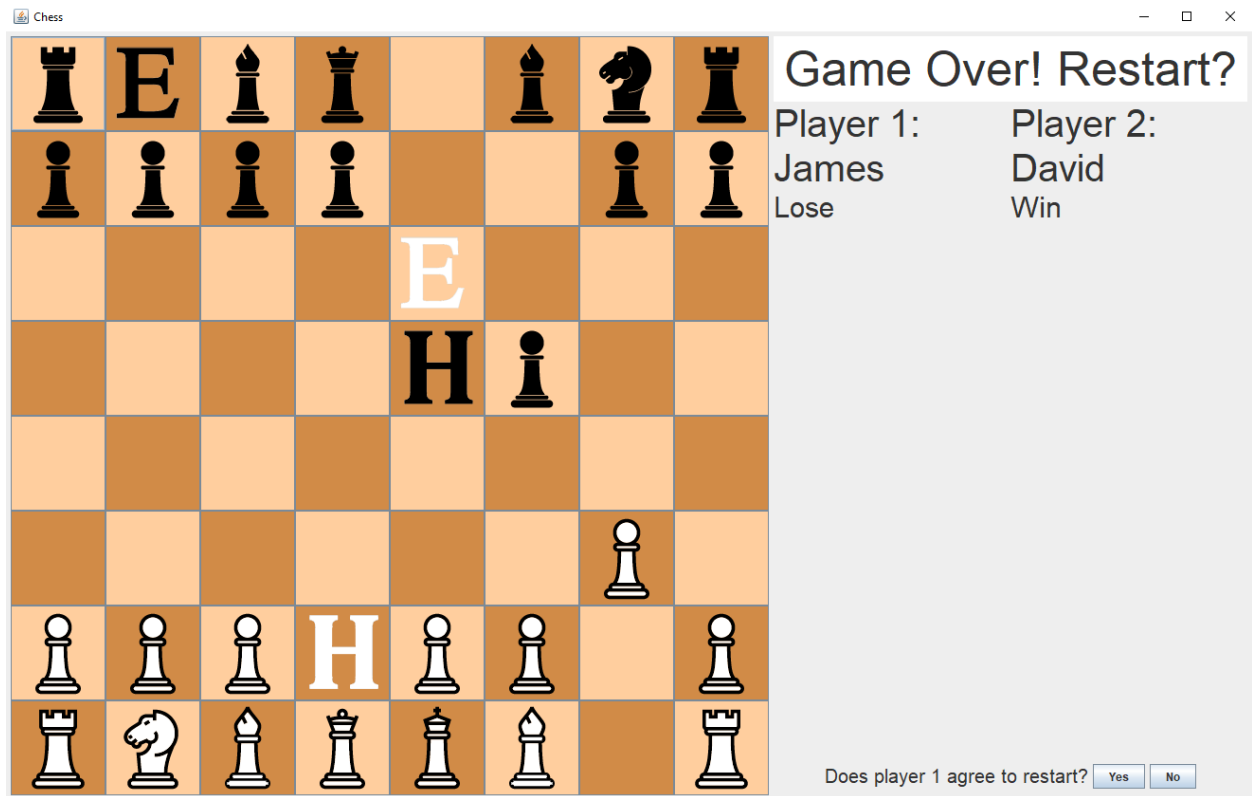 Chess
Game Over! Restart?
Player 1: Player 2:
James David
Lose Win
E
E
H
H
Does player 1 agree to restart? Yes No